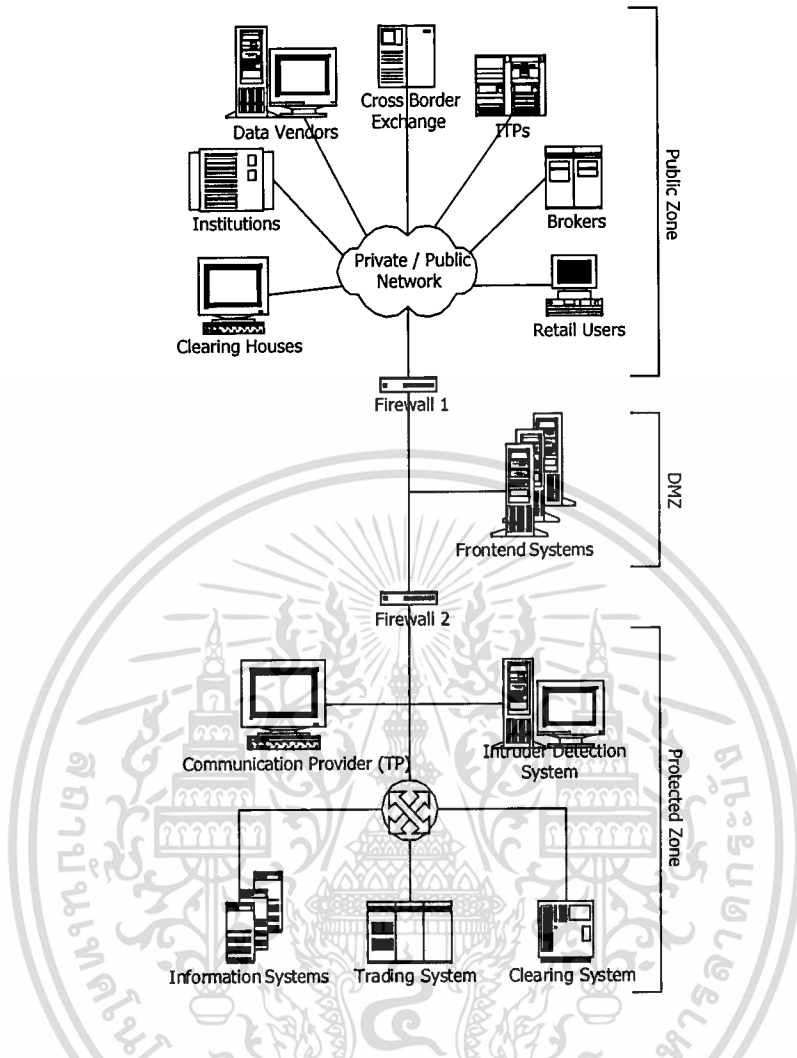 Data Vendors
Cross Border
Exchange
ITPs
Institutions
Brokers
Private / Public
Network
Clearing Houses
Retail Users
Public Zone
Firewall 1
Frontend Systems
DMZ
Firewall 2
Communication Provider (TP)
Intruder Detection
System
Protected Zone
Information Systems
Trading System
Clearing System